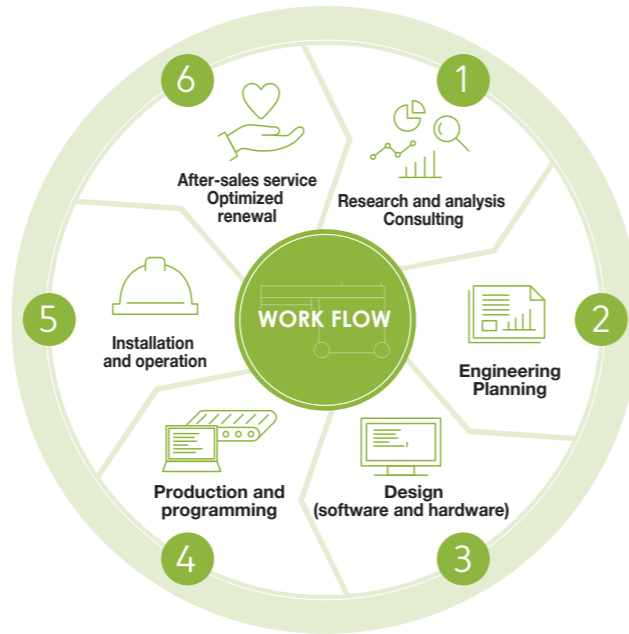 WORK FLOW
1
Research and analysis
Consulting
2
Engineering
Planning
3
Design
(software and hardware)
4
Production and
programming
5
Installation
and operation
6
After-sales service
Optimized
renewal